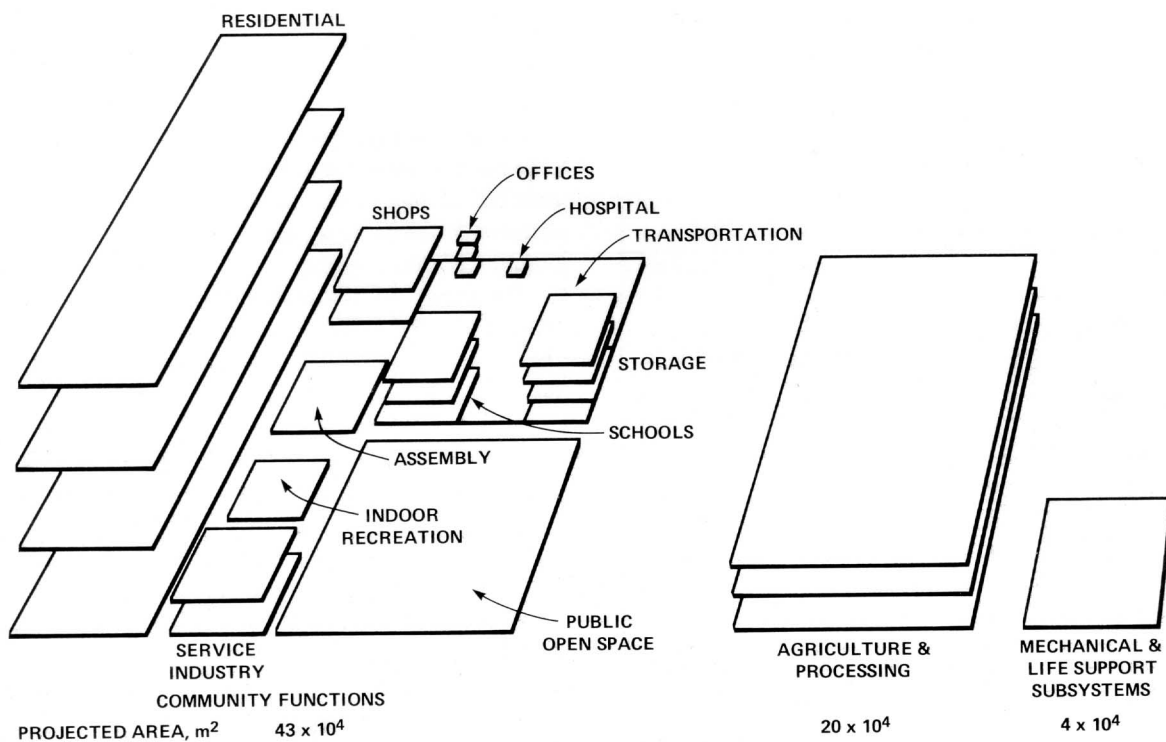 RESIDENTIAL
OFFICES
SHOPS
HOSPITAL
TRANSPORTATION
STORAGE
SCHOOLS
ASSEMBLY
INDOOR
RECREATION
PUBLIC
OPEN SPACE
SERVICE
INDUSTRY
AGRICULTURE &
PROCESSING
MECHANICAL &
LIFE SUPPORT
SUBSYSTEMS
COMMUNITY FUNCTIONS
PROJECTED AREA, m² 43 x 10⁴ 20 x 10⁴ 4 x 10⁴